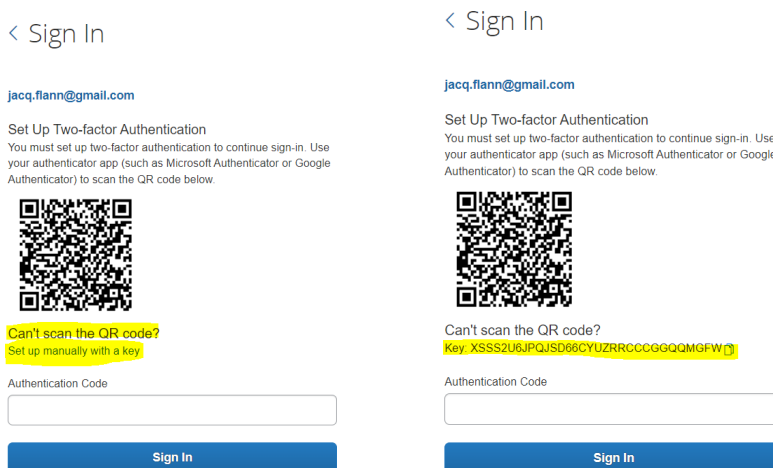 < Sign In
jacq.flann@gmail.com
Set Up Two-factor Authentication
You must set up two-factor authentication to continue sign-in. Use
your authenticator app (such as Microsoft Authenticator or Google
Authenticator) to scan the QR code below.
Can't scan the QR code?
Set up manually with a key
Authentication Code
Sign In
< Sign In
jacq.flann@gmail.com
Set Up Two-factor Authentication
You must set up two-factor authentication to continue sign-in. Use
your authenticator app (such as Microsoft Authenticator or Google
Authenticator) to scan the QR code below.
Can't scan the QR code?
Key: XSSS2U6JPQJSD66CYUZRRCCCGGQQMGFW
Authentication Code
Sign In